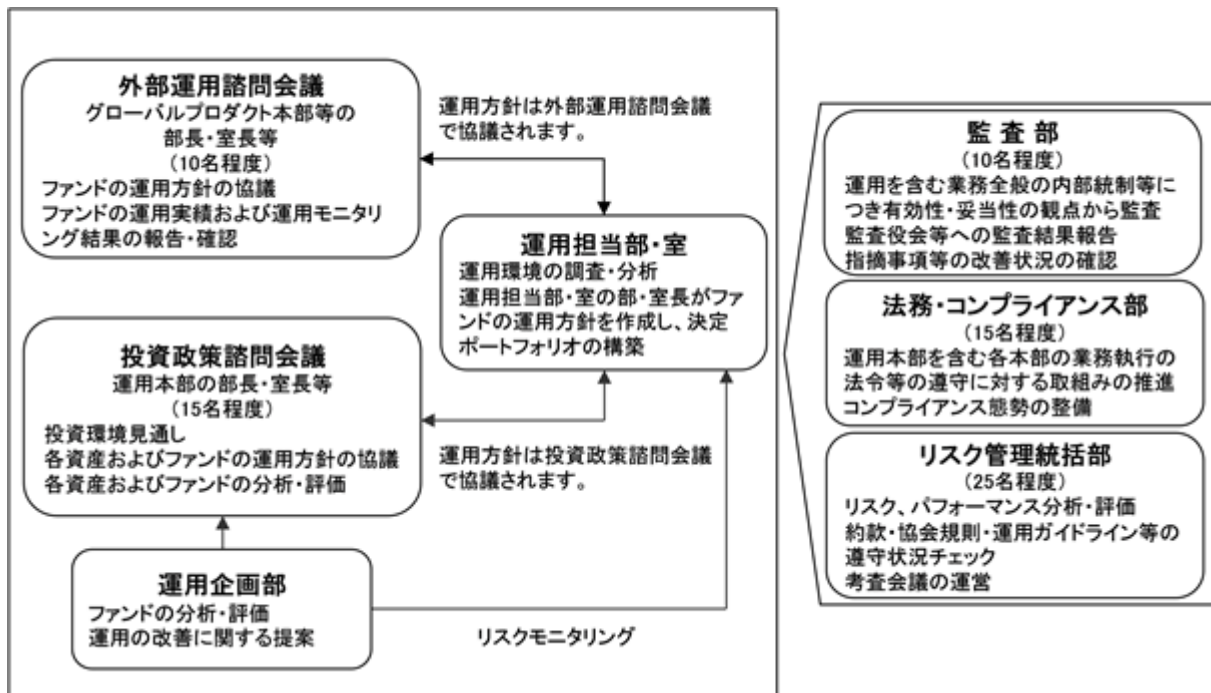 外部運用諮問会議
グローバルプロダクト本部等の
部長・室長等
(10名程度)
ファンドの運用方針の協議
ファンドの運用実績および運用モニタリ
ング結果の報告・確認
運用方針は外部運用諮問会議
で協議されます。
運用担当部・室
運用環境の調査・分析
運用担当部・室の部・室長がファ
ンドの運用方針を作成し、決定
ポートフォリオの構築
投資政策諮問会議
運用本部の部長・室長等
(15名程度)
投資環境見通し
各資産およびファンドの運用方針の協議
各資産およびファンドの分析・評価
運用方針は投資政策諮問会議
で協議されます。
運用企画部
ファンドの分析・評価
運用の改善に関する提案
リスクモニタリング
監 査 部
(10名程度)
運用を含む業務全般の内部統制等に
つき有効性・妥当性の観点から監査
監査役会等への監査結果報告
指摘事項等の改善状況の確認
法務・コンプライアンス部
(15名程度)
運用本部を含む各本部の業務執行の
法令等の遵守に対する取組みの推進
コンプライアンス態勢の整備
リスク管理統括部
(25名程度)
リスク、パフォーマンス分析・評価
約款・協会規則・運用ガイドライン等の
遵守状況チェック
考査会議の運営